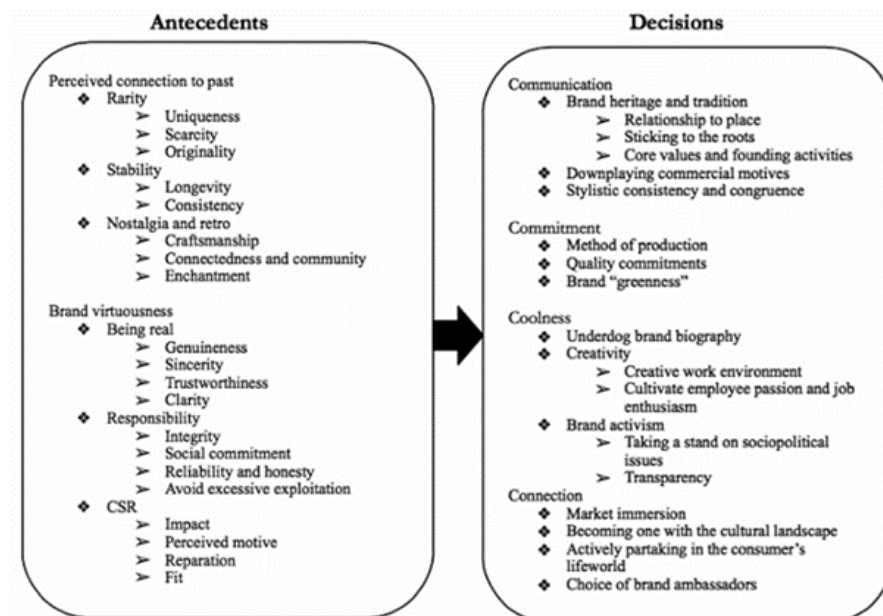 Antecedents
Perceived connection to past
❖ Rarity
➢ Uniqueness
➢ Scarcity
➢ Originality
❖ Stability
➢ Longevity
➢ Consistency
❖ Nostalgia and retro
➢ Craftsmanship
➢ Connectedness and community
➢ Enchantment
Brand virtuousness
❖ Being real
➢ Genuineness
➢ Sincerity
➢ Trustworthiness
➢ Clarity
❖ Responsibility
➢ Integrity
➢ Social commitment
➢ Reliability and honesty
➢ Avoid excessive exploitation
❖ CSR
➢ Impact
➢ Perceived motive
➢ Reparation
➢ Fit
Decisions
Communication
❖ Brand heritage and tradition
➢ Relationship to place
➢ Sticking to the roots
➢ Core values and founding activities
❖ Downplaying commercial motives
❖ Stylistic consistency and congruence
Commitment
❖ Method of production
❖ Quality commitments
❖ Brand “greenness”
Coolness
❖ Underdog brand biography
❖ Creativity
➢ Creative work environment
➢ Cultivate employee passion and job
enthusiasm
❖ Brand activism
➢ Taking a stand on sociopolitical
issues
➢ Transparency
Connection
❖ Market immersion
❖ Becoming one with the cultural landscape
❖ Actively partaking in the consumer’s
lifeworld
❖ Choice of brand ambassadors